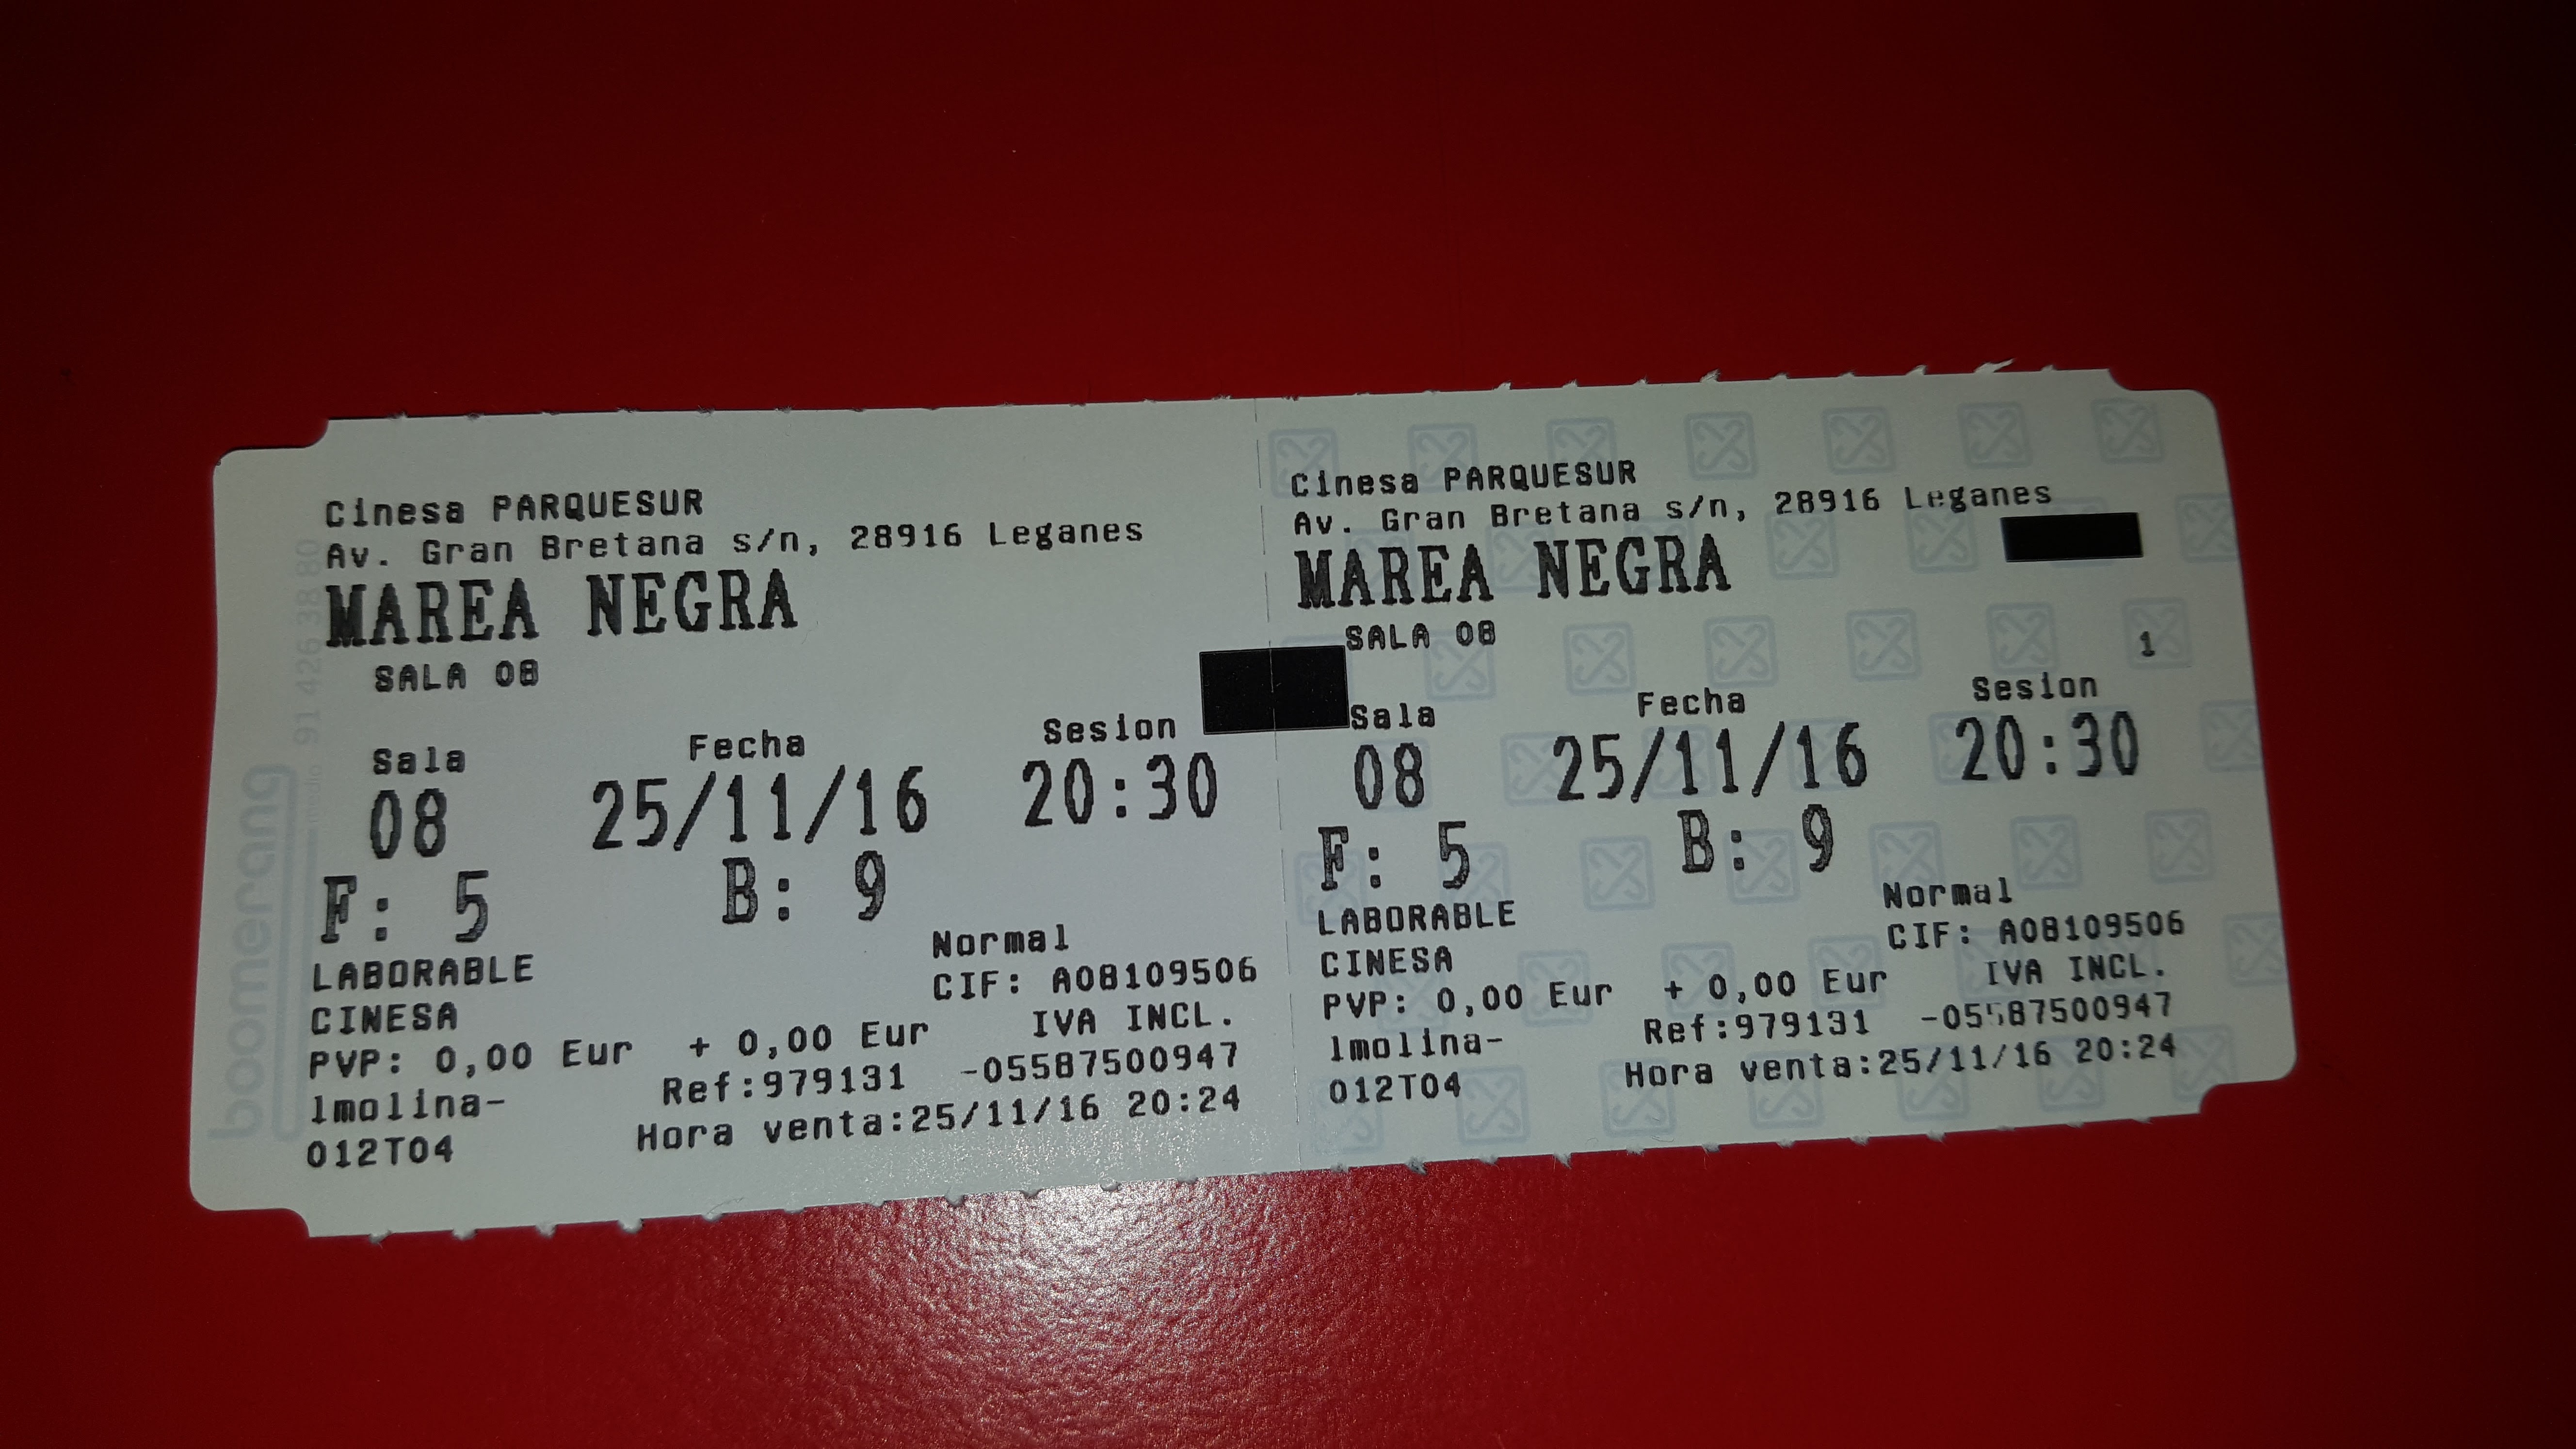 Cinesa PARQUESUR
Av. Gran Bretana s/n, 28916 Leganes
MAREA NEGRA
SALA 08
Sala Fecha Sesion
08 25/11/16 20:30
F: 5 B: 9
LABORABLE Normal
CINESA CIF: A08109506
PVP: 0,00 Eur + 0,00 Eur IVA INCL.
lmolina- Ref:979131 -05587500947
012T04 Hora venta:25/11/16 20:24
boomerang
medio 91 426 38 80
Cinesa PARQUESUR
Av. Gran Bretana s/n, 28916 Leganes
MAREA NEGRA
SALA 08
1
Sala Fecha Sesion
08 25/11/16 20:30
F: 5 B: 9
LABORABLE Normal
CINESA CIF: A08109506
PVP: 0,00 Eur + 0,00 Eur IVA INCL.
lmolina- Ref:979131 -05587500947
012T04 Hora venta:25/11/16 20:24